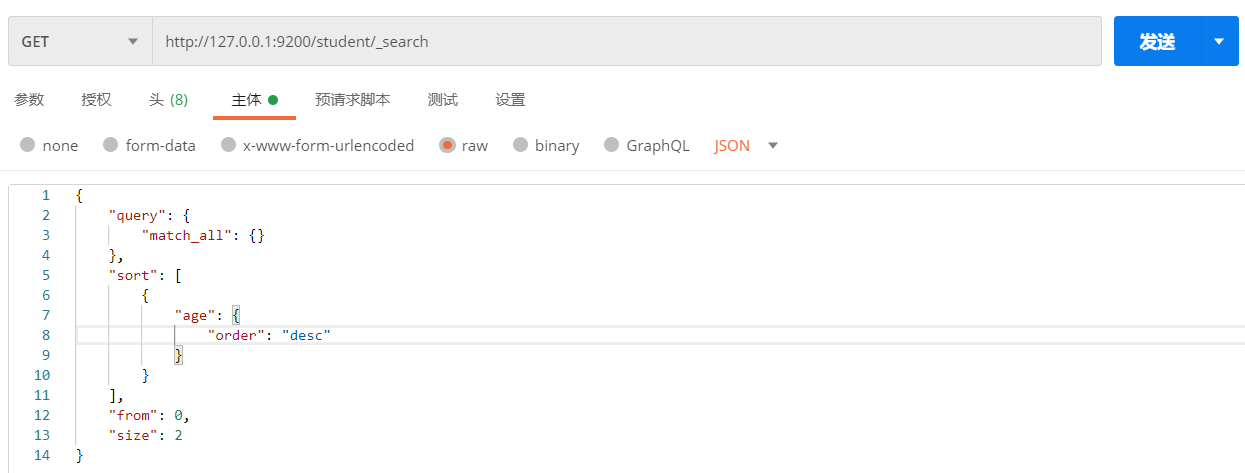 GET http://127.0.0.1:9200/student/_search 发送
参数 授权 头 (8) 主体 预请求脚本 测试 设置
none form-data x-www-form-urlencoded raw binary GraphQL JSON
1 {
2 "query": {
3 "match_all": {}
4 },
5 "sort": [
6 {
7 "age": {
8 "order": "desc"
9 }
10 }
11 ],
12 "from": 0,
13 "size": 2
14 }